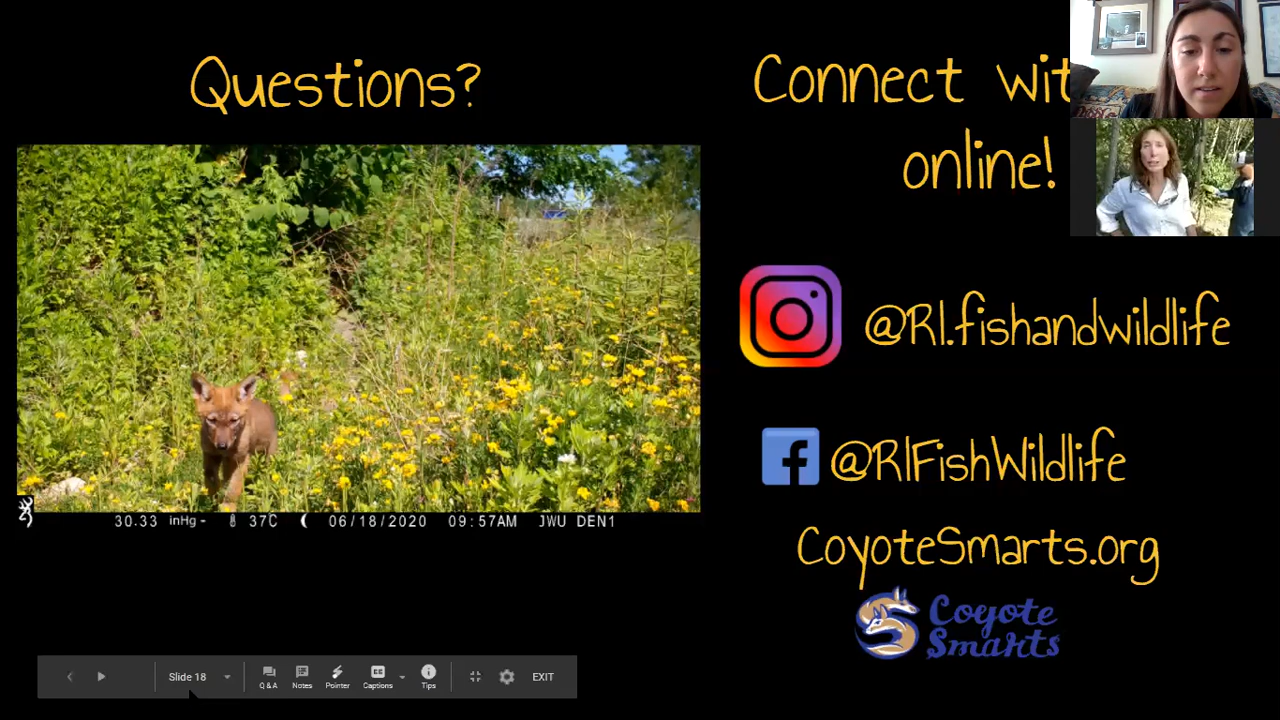 Questions?
Connect wit
online!
@RI.fishandwildlife
@RIFishWildlife
CoyoteSmarts.org
Coyote
Smarts
30.33 inHg- 37C 06/18/2020 09:57AM JWU DEN1
Slide 18
Q & A
Notes
Pointer
CC
Captions
Tips
EXIT